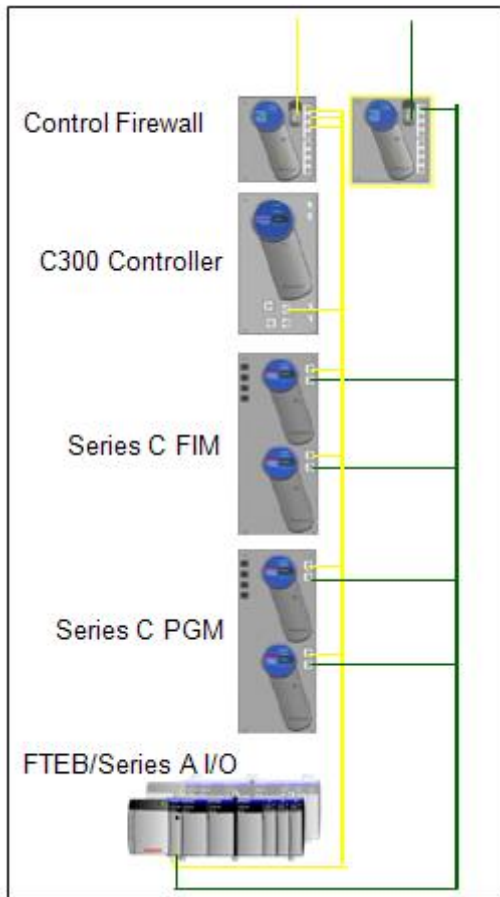 Control Firewall
C300 Controller
Series C FIM
Series C PGM
FTEB/Series A I/O